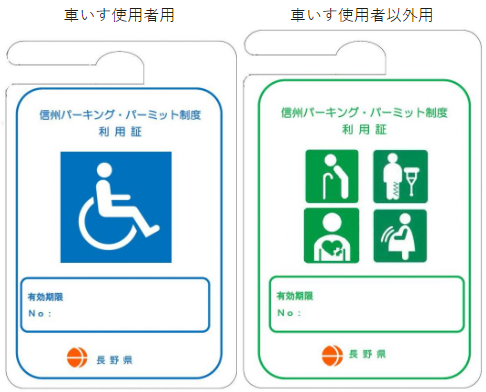 車いす使用者用
信州パーキング・パーミット制度
利用証
有効期限
No:
長野県
車いす使用者以外用
信州パーキング・パーミット制度
利用証
有効期限
No:
長野県